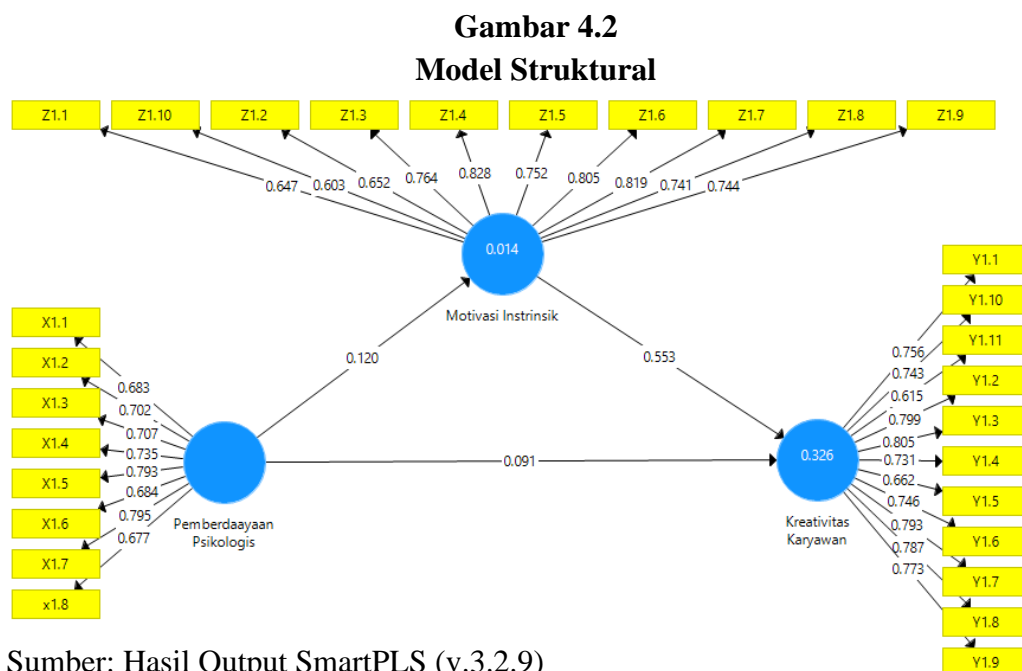 Gambar 4.2
Model Struktural
Z1.1 Z1.10 Z1.2 Z1.3 Z1.4 Z1.5 Z1.6 Z1.7 Z1.8 Z1.9
0.647 0.603 0.652 0.764 0.828 0.752 0.805 0.819 0.741 0.744
0.014
Motivasi Instrinsik
X1.1
X1.2
X1.3
X1.4
X1.5
X1.6
X1.7
x1.8
0.683
0.702
0.707
0.735
0.793
0.684
0.795
0.677
Pemberdaayaan
Psikologis
0.120
0.553
0.091
0.326
Kreativitas
Karyawan
0.756
0.743
0.615
0.799
0.805
0.731
0.662
0.746
0.793
0.787
0.773
Y1.1
Y1.10
Y1.11
Y1.2
Y1.3
Y1.4
Y1.5
Y1.6
Y1.7
Y1.8
Y1.9
Sumber: Hasil Output SmartPLS (v.3.2.9)